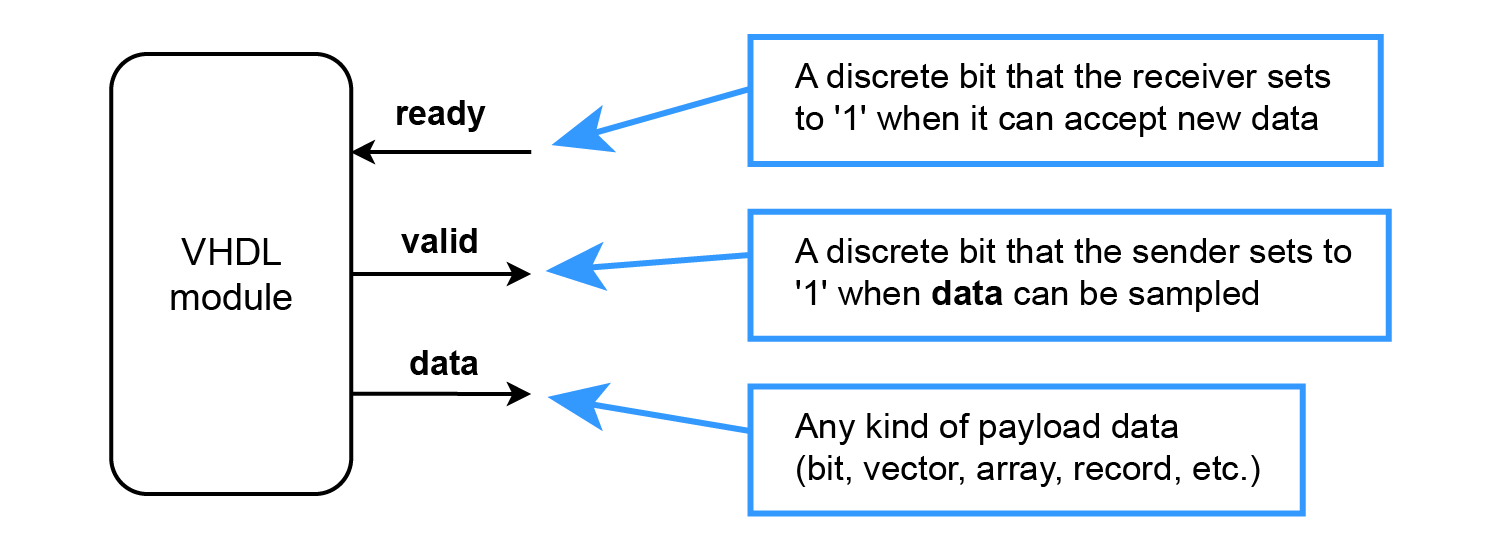 ready
A discrete bit that the receiver sets
to '1' when it can accept new data
VHDL
module
valid
A discrete bit that the sender sets to
'1' when data can be sampled
data
Any kind of payload data
(bit, vector, array, record, etc.)